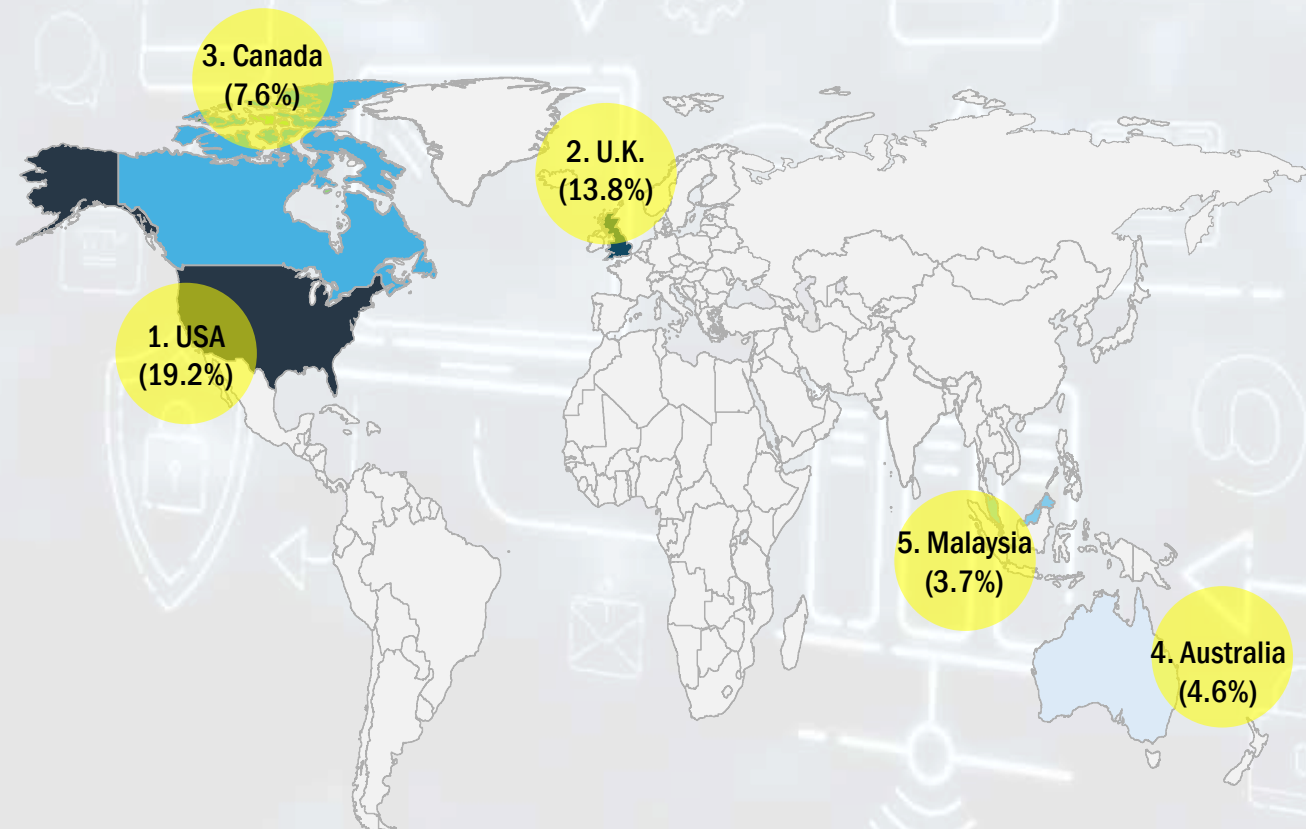 3. Canada
(7.6%)
2. U.K.
(13.8%)
1. USA
(19.2%)
5. Malaysia
(3.7%)
4. Australia
(4.6%)